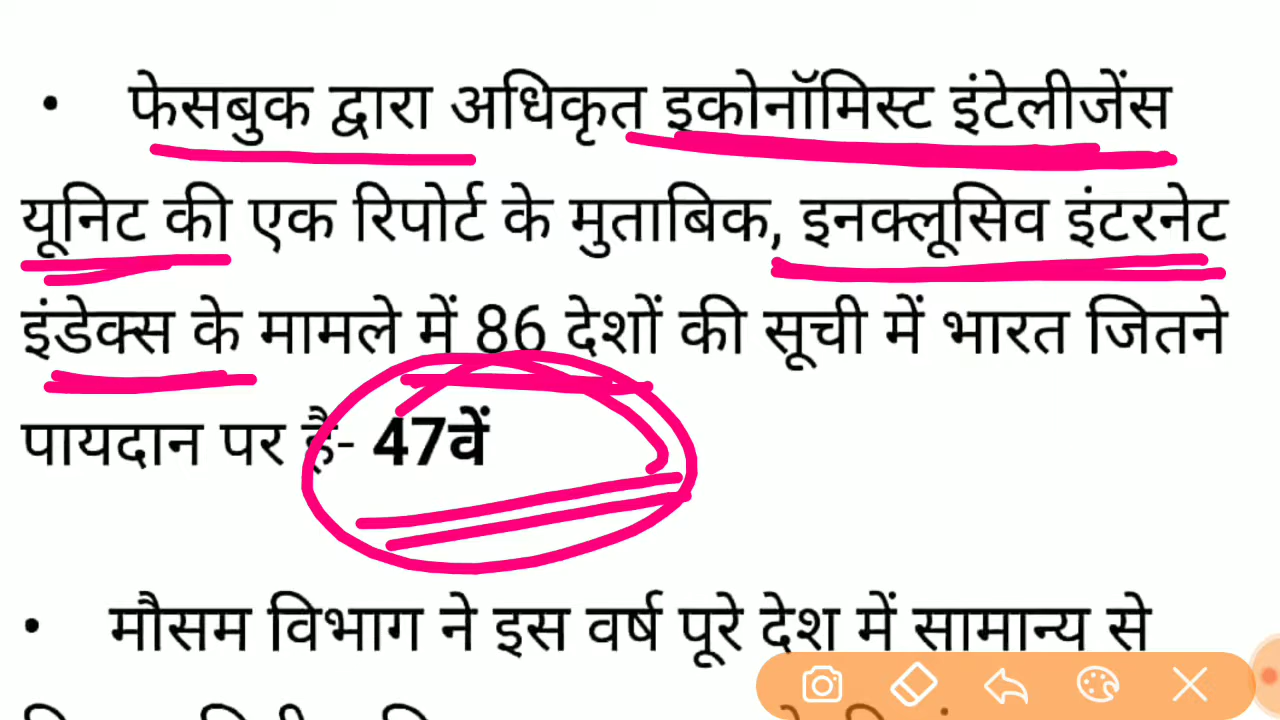 • फेसबुक द्वारा अधिकृत इकोनॉमिस्ट इंटेलीजेंस
यूनिट की एक रिपोर्ट के मुताबिक, इनक्लूसिव इंटरनेट
इंडेक्स के मामले में 86 देशों की सूची में भारत जितने
पायदान पर है- 47वें
• मौसम विभाग ने इस वर्ष पूरे देश में सामान्य से